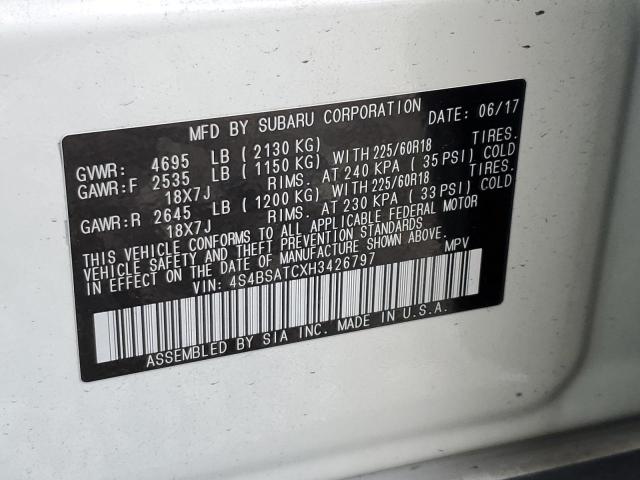 MFD BY SUBARU CORPORATION DATE: 06/17
GVWR: 4695 LB (2130 KG)
GAWR:F 2535 LB (1150 KG) WITH 225/60R18 TIRES.
18X7J RIMS. AT 240 KPA (35 PSI) COLD
GAWR:R 2645 LB (1200 KG) WITH 225/60R18 TIRES.
18X7J RIMS. AT 230 KPA (33 PSI) COLD
THIS VEHICLE CONFORMS TO ALL APPLICABLE FEDERAL MOTOR
VEHICLE SAFETY AND THEFT PREVENTION STANDARDS
IN EFFECT ON THE DATE OF MANUFACTURE SHOWN ABOVE.
VIN: 4S4BSATCXH3426797 MPV
ASSEMBLED BY SIA INC. MADE IN U.S.A.